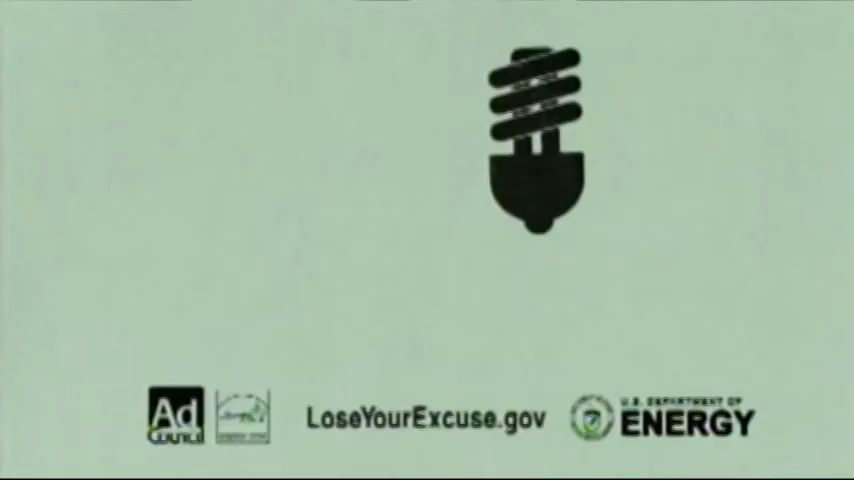 Ad
Council
LoseYourExcuse.gov
U.S. DEPARTMENT OF
ENERGY